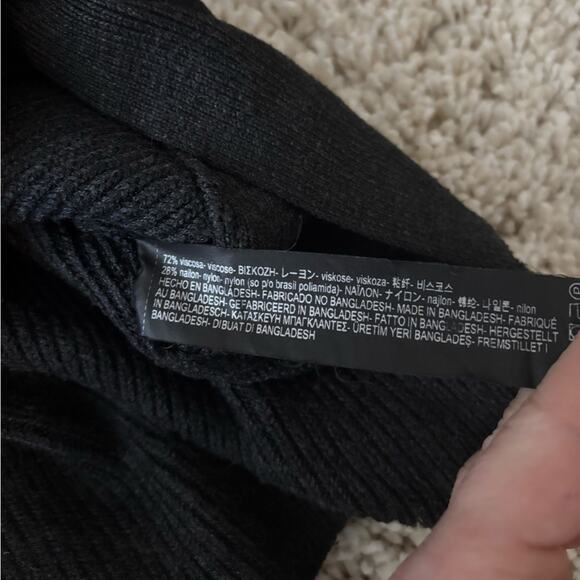 72% viscosa- viscose- ΒΙΣΚΟΖΗ- レーヨン- viskose- viskoza- 粘纤- 비스코스
28% nailon- nylon- nylon (so p/o brasil poliamida)- ΝΑΪΛΟΝ- ナイロン- najlon- 锦纶- 나일론- nilon
HECHO EN BANGLADESH- FABRICADO NO BANGLADESH- MADE IN BANGLADESH- FABRIQUÉ
AU BANGLADESH- GEFABRICEERD IN BANGLADESH- FATTO IN BANGLADESH- HERGESTELLT
IN BANGLADESCH- ΚΑΤΑΣΚΕΥΗ ΜΠΑΓΚΛΑΝΤΕΣ- ÜRETİM YERİ BANGLADEŞ- FREMSTILLET I
BANGLADESH- DIBUAT DI BANGLADESH